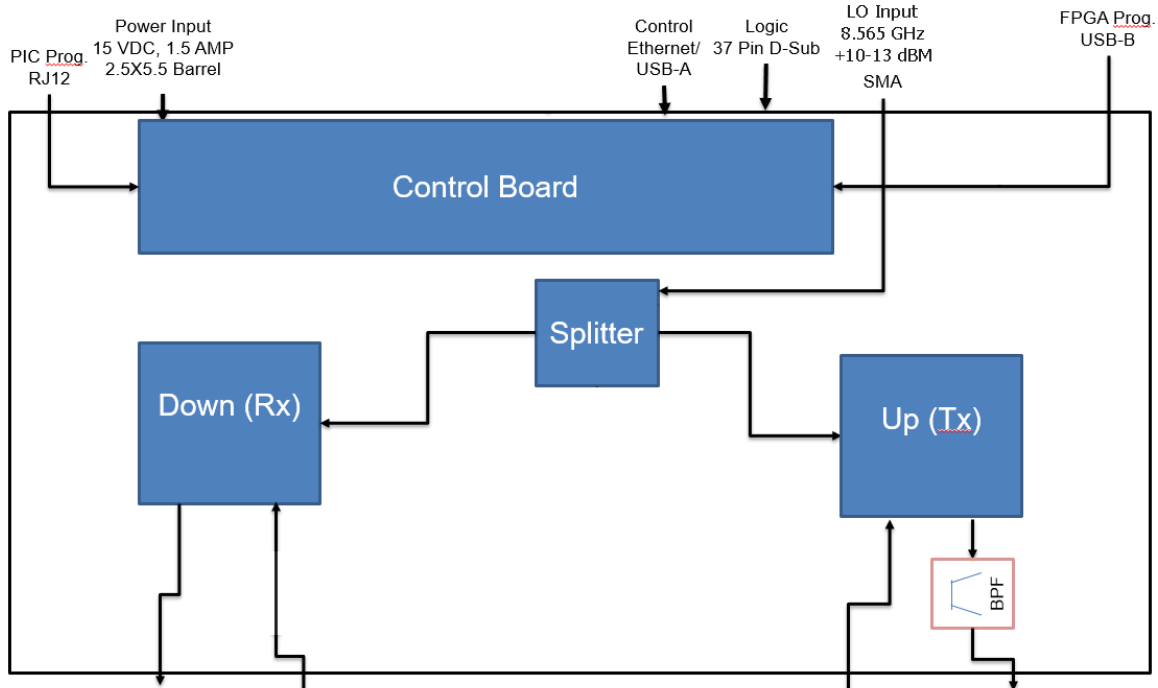 PIC Prog.
RJ12
Power Input
15 VDC, 1.5 AMP
2.5X5.5 Barrel
Control
Ethernet/
USB-A
Logic
37 Pin D-Sub
LO Input
8.565 GHz
+10-13 dBM
SMA
FPGA Prog.
USB-B
Control Board
Splitter
Down (Rx)
Up (Tx)
BPF